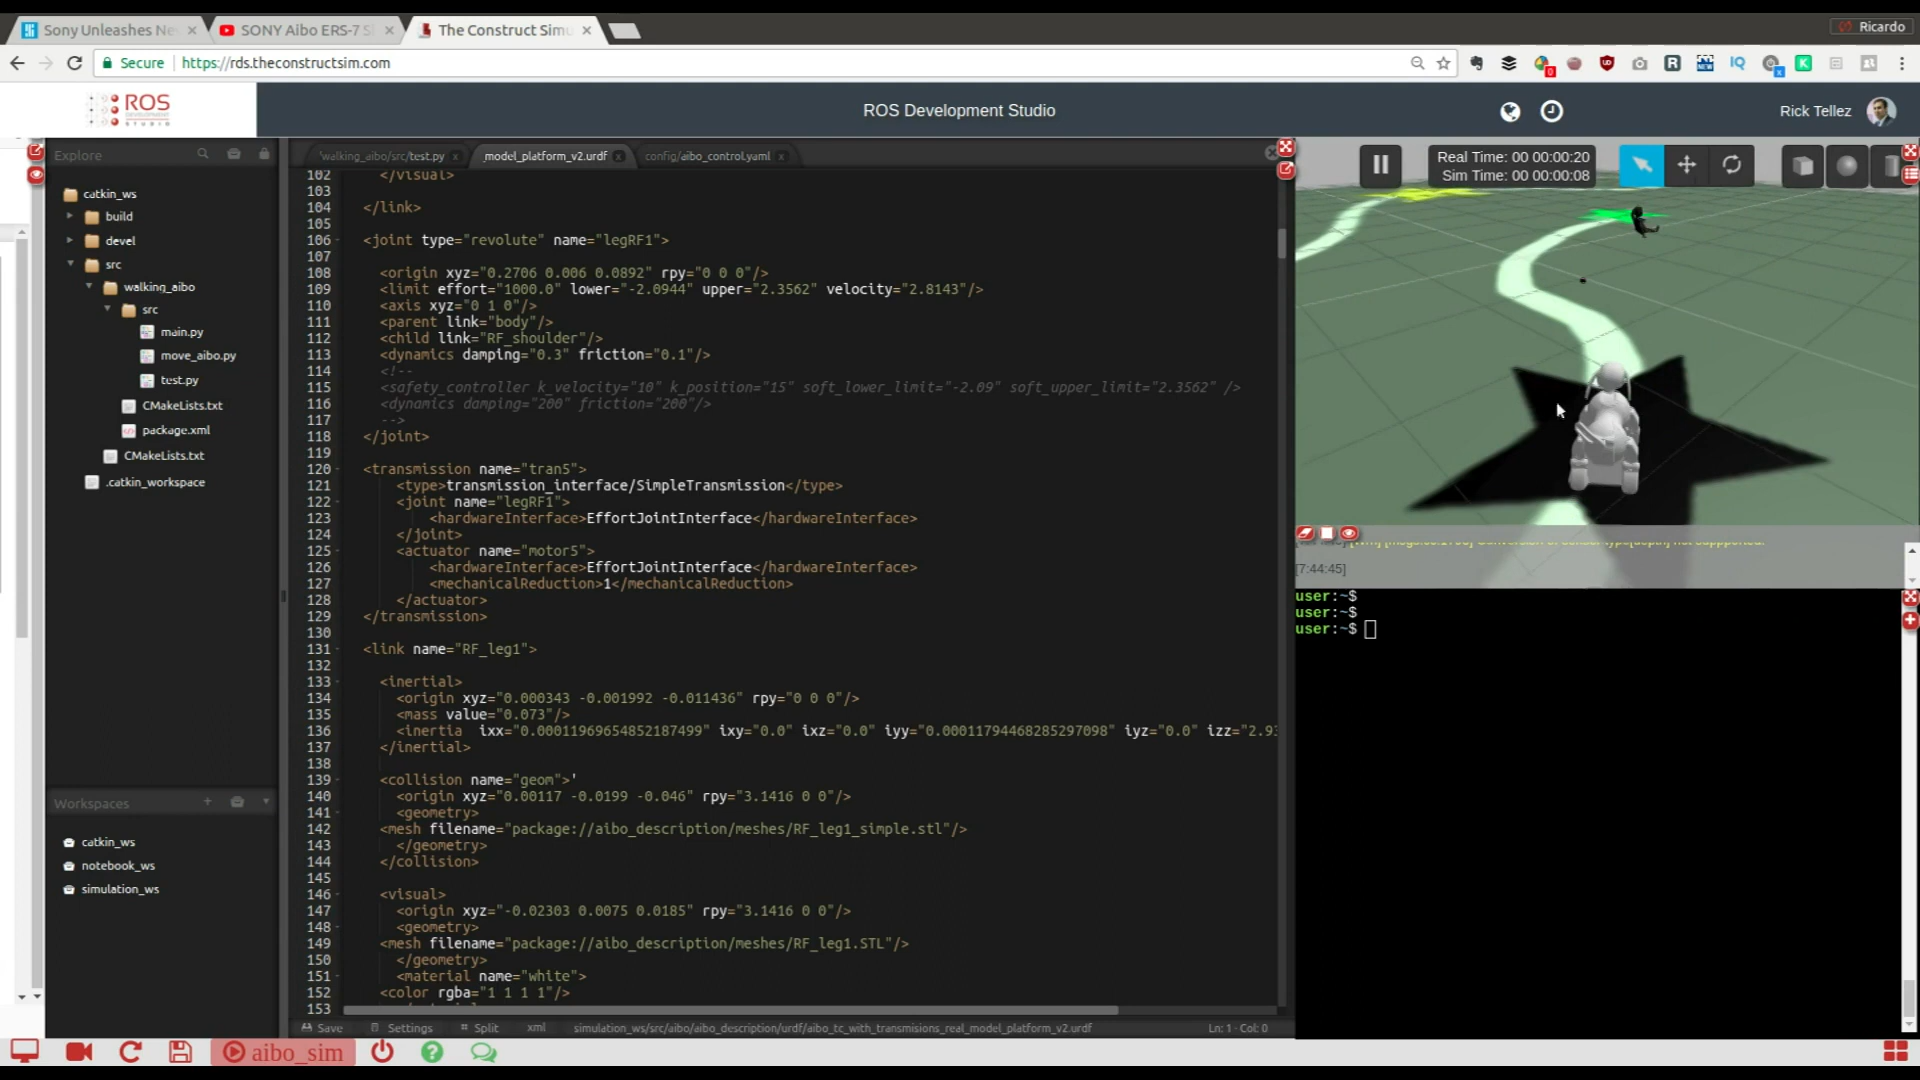 Sony Unleashes Ne
SONY Aibo ERS-7 S
The Construct Simu
Ricardo
Secure
https://rds.theconstructsim.com
ROS
DEVELOPMENT
STUDIO
ROS Development Studio
Rick Tellez
Explore
catkin_ws
build
devel
src
walking_aibo
src
main.py
move_aibo.py
test.py
CMakeLists.txt
package.xml
CMakeLists.txt
.catkin_workspace
Workspaces
catkin_ws
notebook_ws
simulation_ws
walking_aibo/src/test.py
_model_platform_v2.urdf
config/aibo_control.yaml
102 </visual>
103
104 </link>
105
106 <joint type="revolute" name="legRF1">
107
108 <origin xyz="0.2706 0.006 0.0892" rpy="0 0 0"/>
109 <limit effort="1000.0" lower="-2.0944" upper="2.3562" velocity="2.8143"/>
110 <axis xyz="0 1 0"/>
111 <parent link="body"/>
112 <child link="RF_shoulder"/>
113 <dynamics damping="0.3" friction="0.1"/>
114 <!--
115 <safety_controller k_velocity="10" k_position="15" soft_lower_limit="-2.09" soft_upper_limit="2.3562" />
116 <dynamics damping="200" friction="200"/>
117 -->
118 </joint>
119
120 <transmission name="tran5">
121 <type>transmission_interface/SimpleTransmission</type>
122 <joint name="legRF1">
123 <hardwareInterface>EffortJointInterface</hardwareInterface>
124 </joint>
125 <actuator name="motor5">
126 <hardwareInterface>EffortJointInterface</hardwareInterface>
127 <mechanicalReduction>1</mechanicalReduction>
128 </actuator>
129 </transmission>
130
131 <link name="RF_leg1">
132
133 <inertial>
134 <origin xyz="0.000343 -0.001992 -0.011436" rpy="0 0 0"/>
135 <mass value="0.073"/>
136 <inertia ixx="0.00011969654852187499" ixy="0.0" ixz="0.0" iyy="0.00011794468285297098" iyz="0.0" izz="2.93
137 </inertial>
138
139 <collision name="geom">'
140 <origin xyz="0.00117 -0.0199 -0.046" rpy="3.1416 0 0"/>
141 <geometry>
142 <mesh filename="package://aibo_description/meshes/RF_leg1_simple.stl"/>
143 </geometry>
144 </collision>
145
146 <visual>
147 <origin xyz="-0.02303 0.0075 0.0185" rpy="3.1416 0 0"/>
148 <geometry>
149 <mesh filename="package://aibo_description/meshes/RF_leg1.STL"/>
150 </geometry>
151 <material name="white">
152 <color rgba="1 1 1 1"/>
153
Save
Settings
Split
xml
simulation_ws/src/aibo/aibo_description/urdf/aibo_tc_with_transmisions_real_model_platform_v2.urdf
Ln: 1 - Col: 0
Real Time: 00 00:00:20
Sim Time: 00 00:00:08
[7:44:45]
user:~$
user:~$
user:~$
aibo_sim